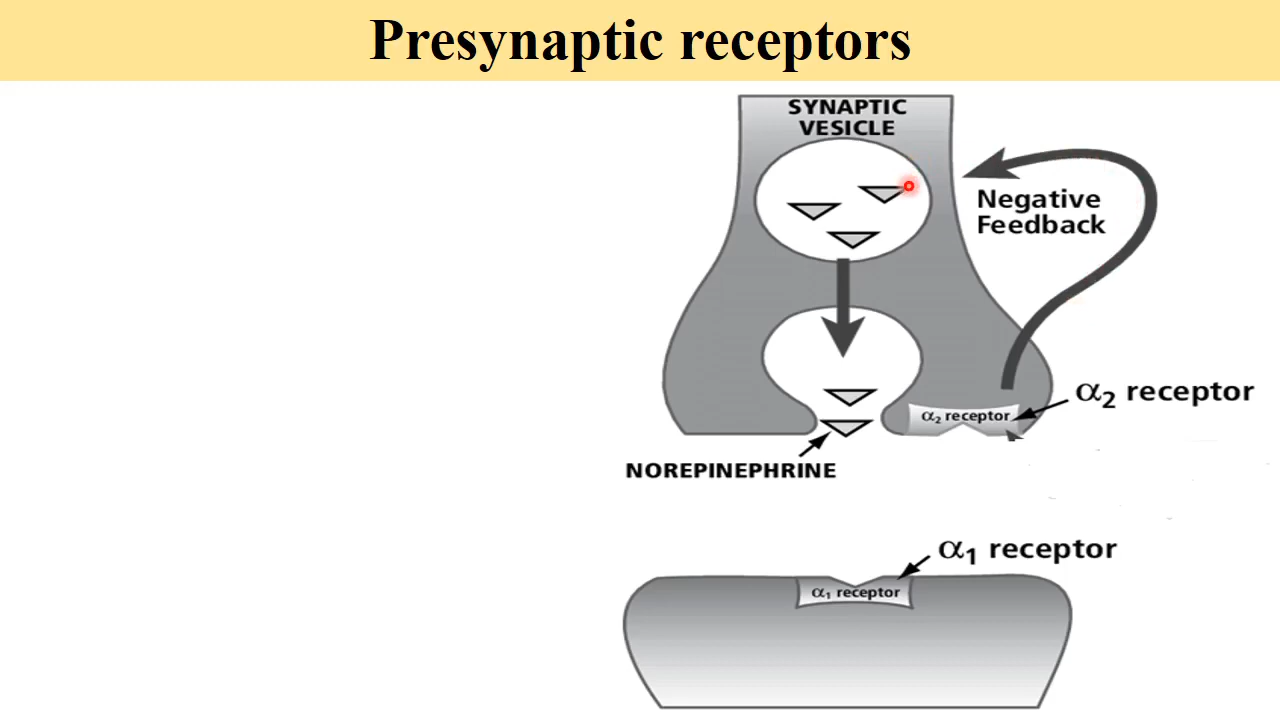 Presynaptic receptors
SYNAPTIC
VESICLE
Negative
Feedback
α2 receptor
α₂ receptor
NOREPINEPHRINE
α1 receptor
α₁ receptor